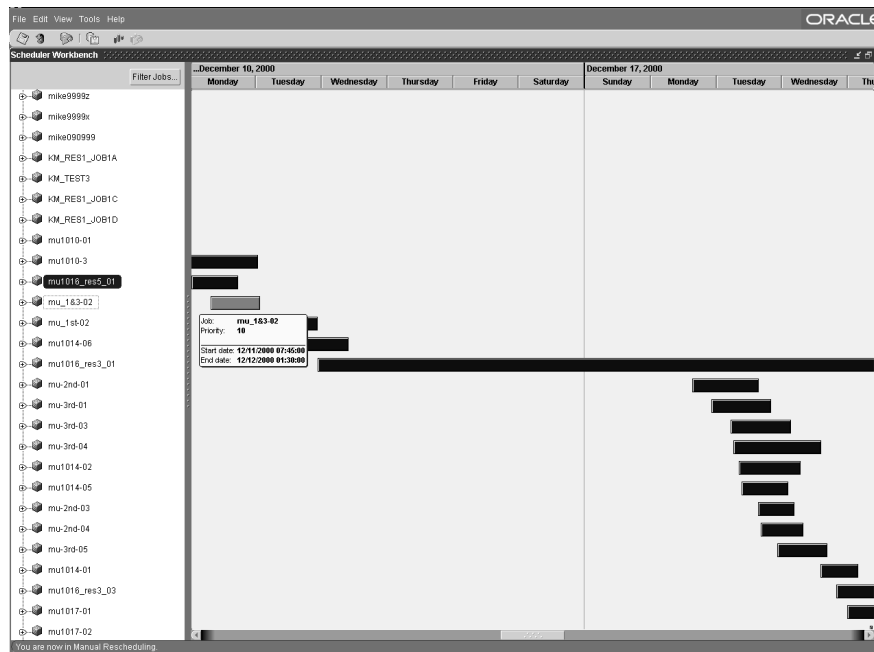 File Edit View Tools Help
ORACLE
Scheduler Workbench
Filter Jobs...
...December 10, 2000
December 17, 2000
Monday Tuesday Wednesday Thursday Friday Saturday Sunday Monday Tuesday Wednesday Thu
mike9999z
mike9999x
mike090999
KM_RES1_JOB1A
KM_TEST3
KM_RES1_JOB1C
KM_RES1_JOB1D
mu1010-01
mu1010-3
mu1016_res5_01
mu_1&3-02
mu_1st-02
mu1014-06
mu1016_res3_01
mu-2nd-01
mu-3rd-01
mu-3rd-03
mu-3rd-04
mu1014-02
mu1014-05
mu-2nd-03
mu-2nd-04
mu-3rd-05
mu1014-01
mu1016_res3_03
mu1017-01
mu1017-02
Job: mu_1&3-02
Priority: 10
Start date: 12/11/2000 07:45:00
End date: 12/12/2000 01:30:00
You are now in Manual Rescheduling.